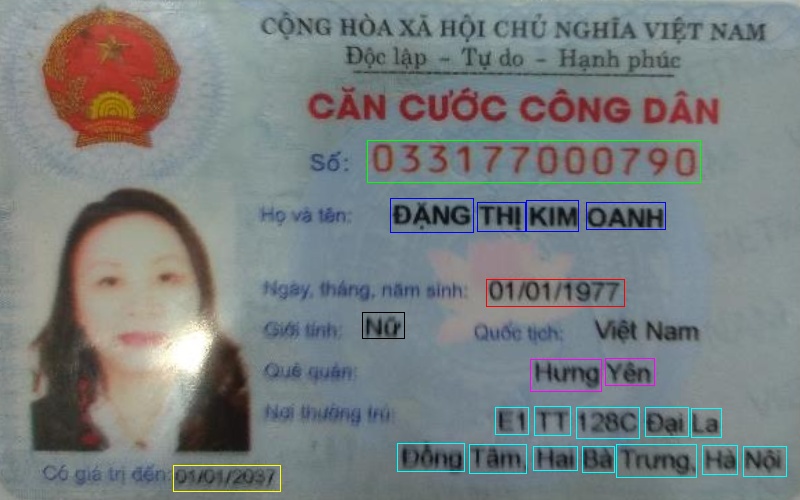 CỘNG HÒA XÃ HỘI CHỦ NGHĨA VIỆT NAM
Độc lập - Tự do - Hạnh phúc
CĂN CƯỚC CÔNG DÂN
Số: 033177000790
Họ và tên: ĐẶNG THỊ KIM OANH
Ngày, tháng, năm sinh: 01/01/1977
Giới tính: Nữ Quốc tịch: Việt Nam
Quê quán: Hưng Yên
Nơi thường trú: E1 TT 128C Đại La
Đồng Tâm, Hai Bà Trưng, Hà Nội
Có giá trị đến: 01/01/2037